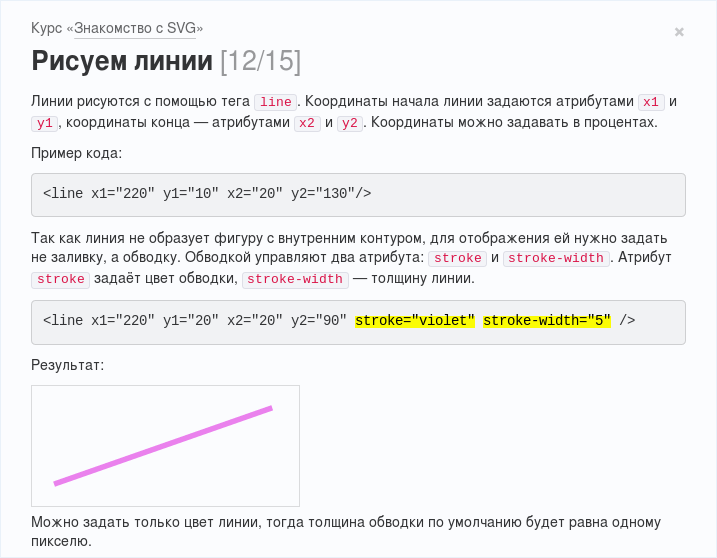 Курс «Знакомство с SVG»
×
Рисуем линии [12/15]
Линии рисуются с помощью тега line. Координаты начала линии задаются атрибутами x1 и
y1, координаты конца — атрибутами x2 и y2. Координаты можно задавать в процентах.
Пример кода:
<line x1="220" y1="10" x2="20" y2="130"/>
Так как линия не образует фигуру с внутренним контуром, для отображения ей нужно задать
не заливку, а обводку. Обводкой управляют два атрибута: stroke и stroke-width. Атрибут
stroke задаёт цвет обводки, stroke-width — толщину линии.
<line x1="220" y1="20" x2="20" y2="90" stroke="violet" stroke-width="5" />
Результат:
Можно задать только цвет линии, тогда толщина обводки по умолчанию будет равна одному
пикселю.